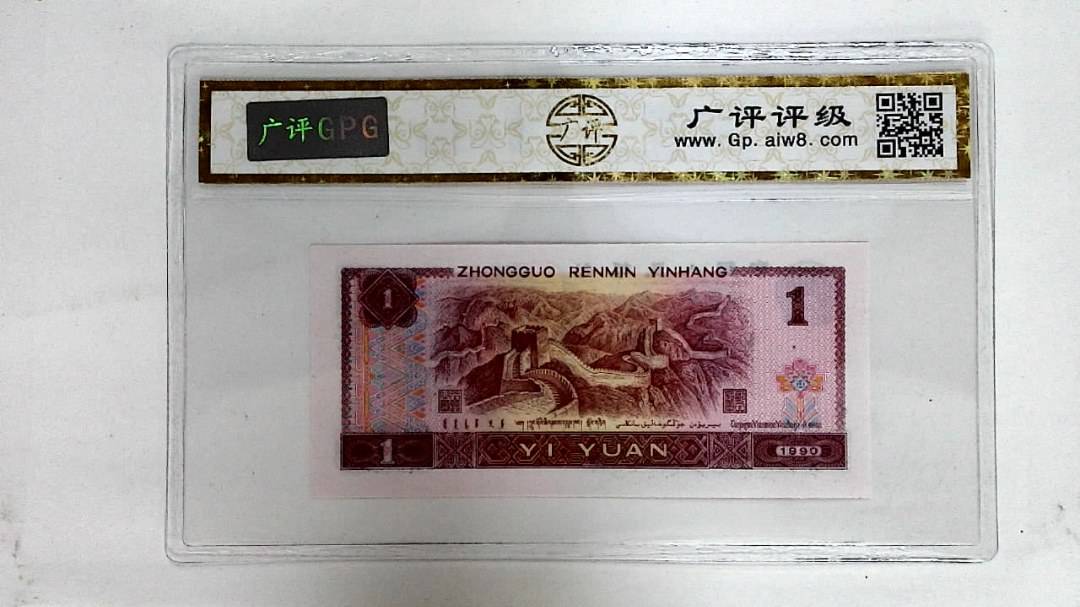 广评GPG
广评
广评评级
www. Gp. aiw8. com
ZHONGGUO RENMIN YINHANG
1
1
1
YI YUAN
1990